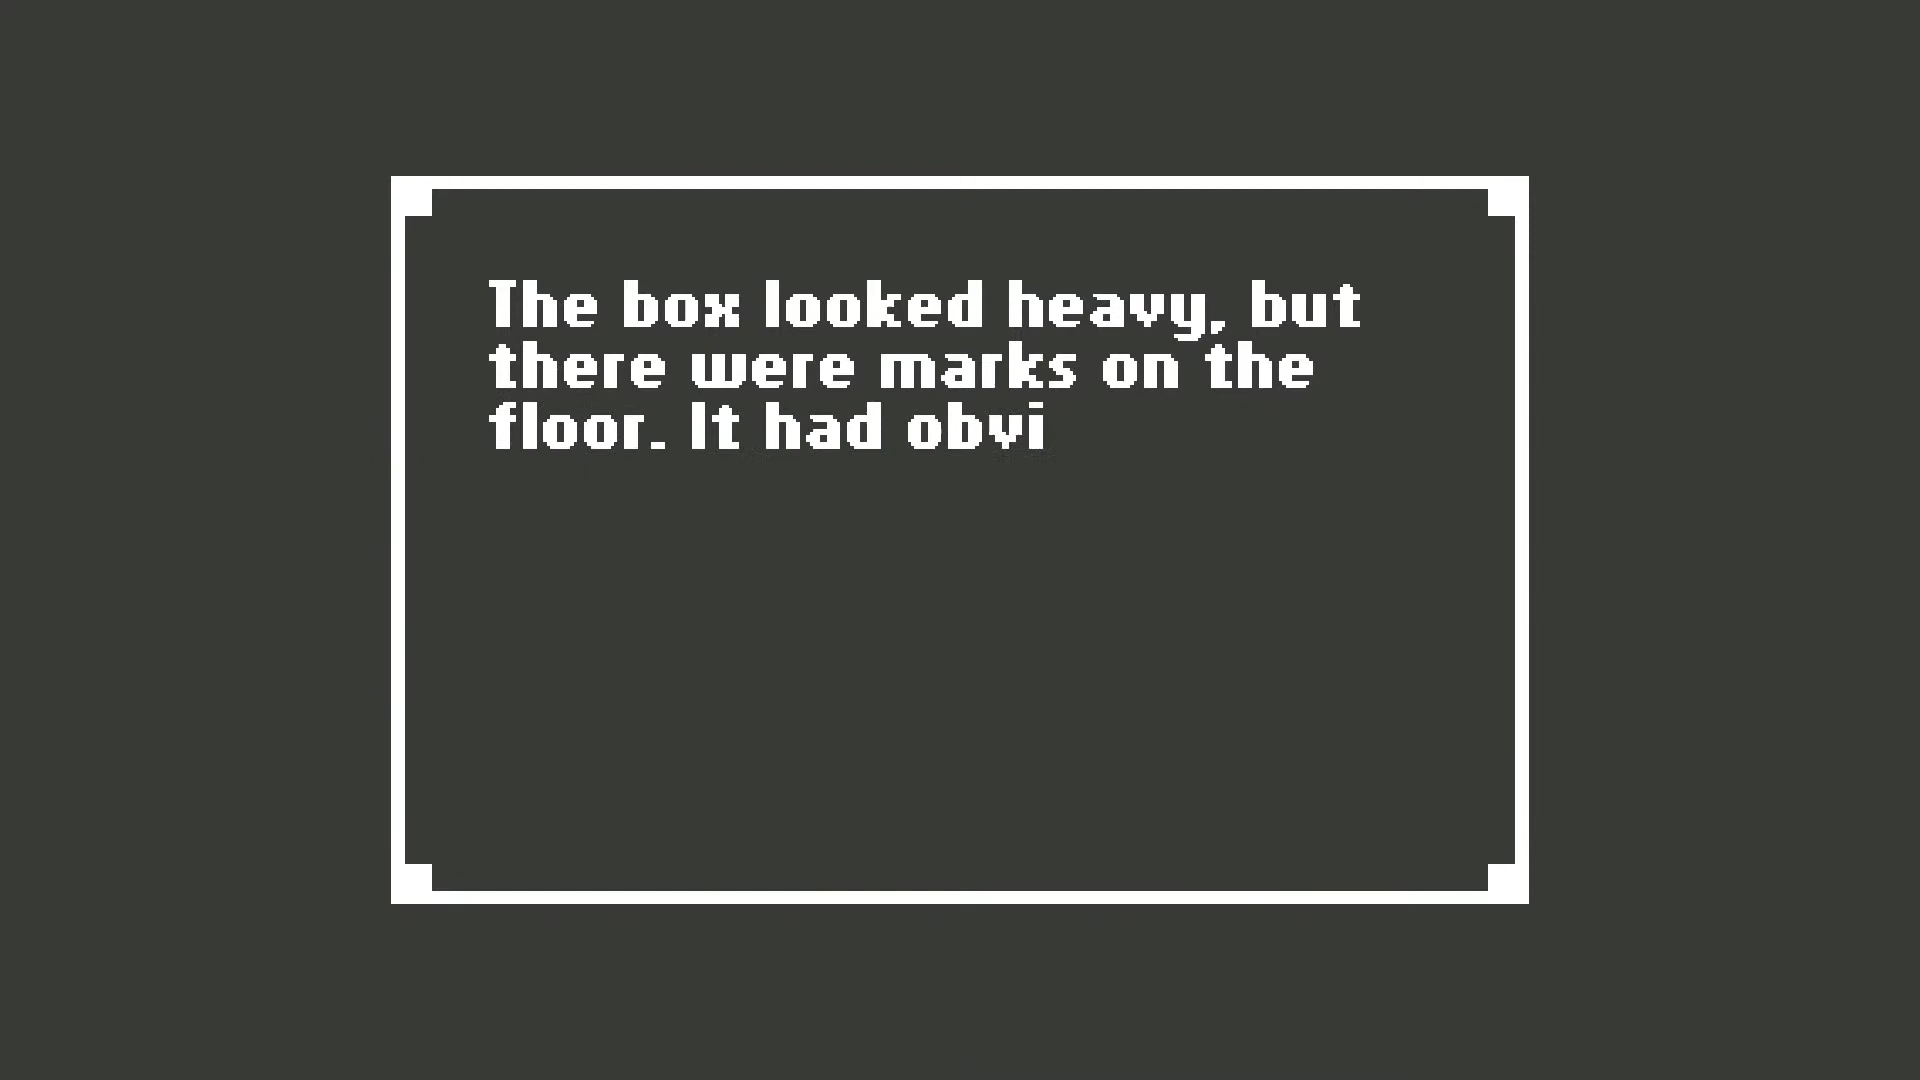 The box looked heavy, but
there were marks on the
floor. It had obvi